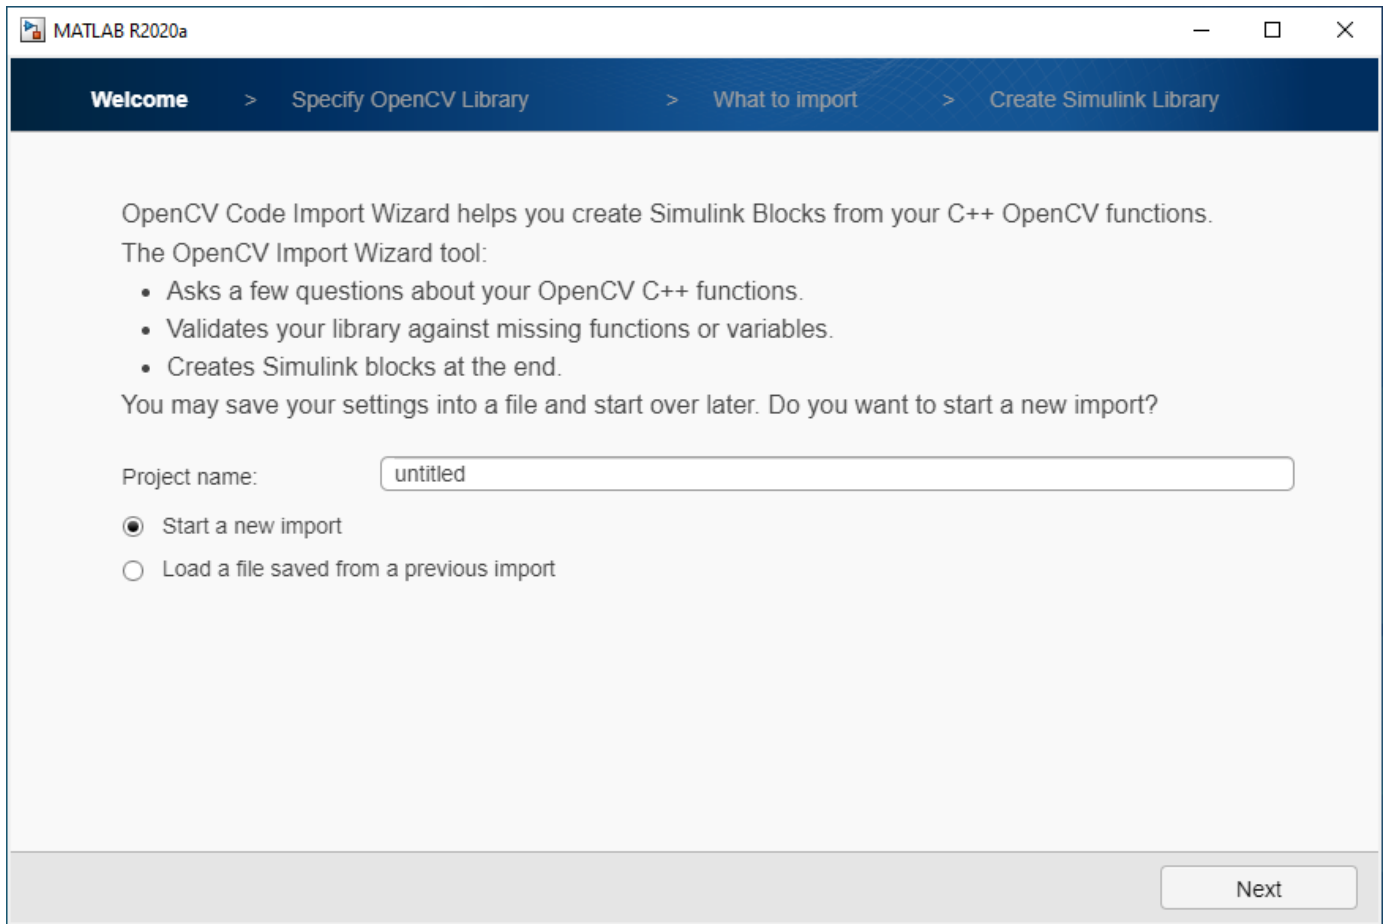 MATLAB R2020a
Welcome > Specify OpenCV Library > What to import > Create Simulink Library
OpenCV Code Import Wizard helps you create Simulink Blocks from your C++ OpenCV functions.
The OpenCV Import Wizard tool:
• Asks a few questions about your OpenCV C++ functions.
• Validates your library against missing functions or variables.
• Creates Simulink blocks at the end.
You may save your settings into a file and start over later. Do you want to start a new import?
Project name: untitled
Start a new import
Load a file saved from a previous import
Next